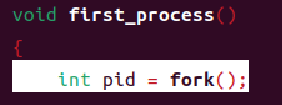 void first_process()
{
    int pid = fork();